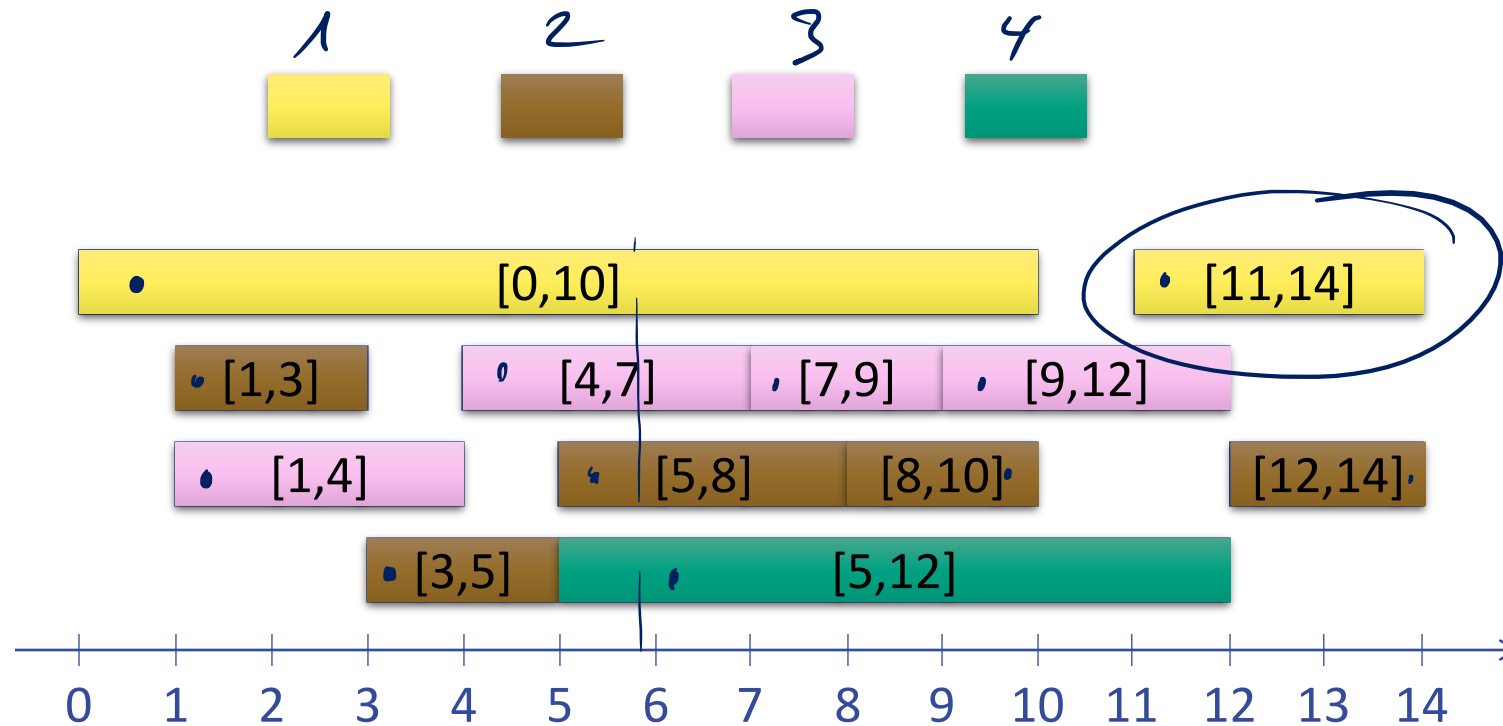 1 2 3 4
[0,10] [11,14]
[1,3] [4,7] [7,9] [9,12]
[1,4] [5,8] [8,10] [12,14]
[3,5] [5,12]
0 1 2 3 4 5 6 7 8 9 10 11 12 13 14